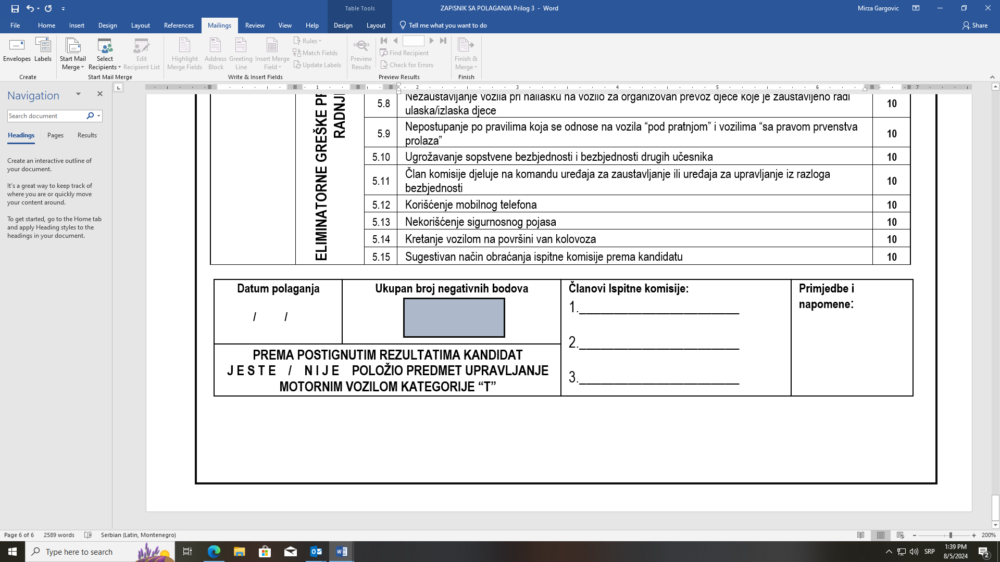 Table Tools
ZAPISNIK SA POLAGANJA Prilog 3 - Word
Mirza Gargovic
File Home Insert Design Layout References Mailings Review View Help Design Layout Tell me what you want to do Share
Envelopes
Labels
Create
Start Mail
Merge
Select
Recipients
Edit
Recipient List
Start Mail Merge
Highlight
Merge Fields
Address
Block
Greeting
Line
Insert Merge
Field
Rules
Match Fields
Update Labels
Write & Insert Fields
Preview
Results
Find Recipient
Check for Errors
Preview Results
Finish &
Merge
Finish
Navigation
Search document
Headings Pages Results
Create an interactive outline of
your document.
It's a great way to keep track of
where you are or quickly move
your content around.
To get started, go to the Home tab
and apply Heading styles to the
headings in your document.
1 2 3 4 5 6 7
ELIMINATORNE GREŠKE PR
RADNJ
5.8 Nezaustavljanje vozila pri nailasku na vozilo za organizovan prevoz djece koje je zaustavljeno radi
ulaska/izlaska djece 10
5.9 Nepostupanje po pravilima koja se odnose na vozila “pod pratnjom” i vozilima “sa pravom prvenstva
prolaza” 10
5.10 Ugrožavanje sopstvene bezbjednosti i bezbjednosti drugih učesnika 10
5.11 Član komisije djeluje na komandu uređaja za zaustavljanje ili uređaja za upravljanje iz razloga
bezbjednosti 10
5.12 Korišćenje mobilnog telefona 10
5.13 Nekorišćenje sigurnosnog pojasa 10
5.14 Kretanje vozilom na površini van kolovoza 10
5.15 Sugestivan način obraćanja ispitne komisije prema kandidatu 10
Datum polaganja
/ /
Ukupan broj negativnih bodova
PREMA POSTIGNUTIM REZULTATIMA KANDIDAT
J E S T E / N I J E POLOŽIO PREDMET UPRAVLJANJE
MOTORNIM VOZILOM KATEGORIJE “T”
Članovi Ispitne komisije:
1.______________________
2.______________________
3.______________________
Primjedbe i
napomene:
Page 6 of 6 2589 words Serbian (Latin, Montenegro) 200%
Type here to search
SRP
1:39 PM
8/5/2024
2